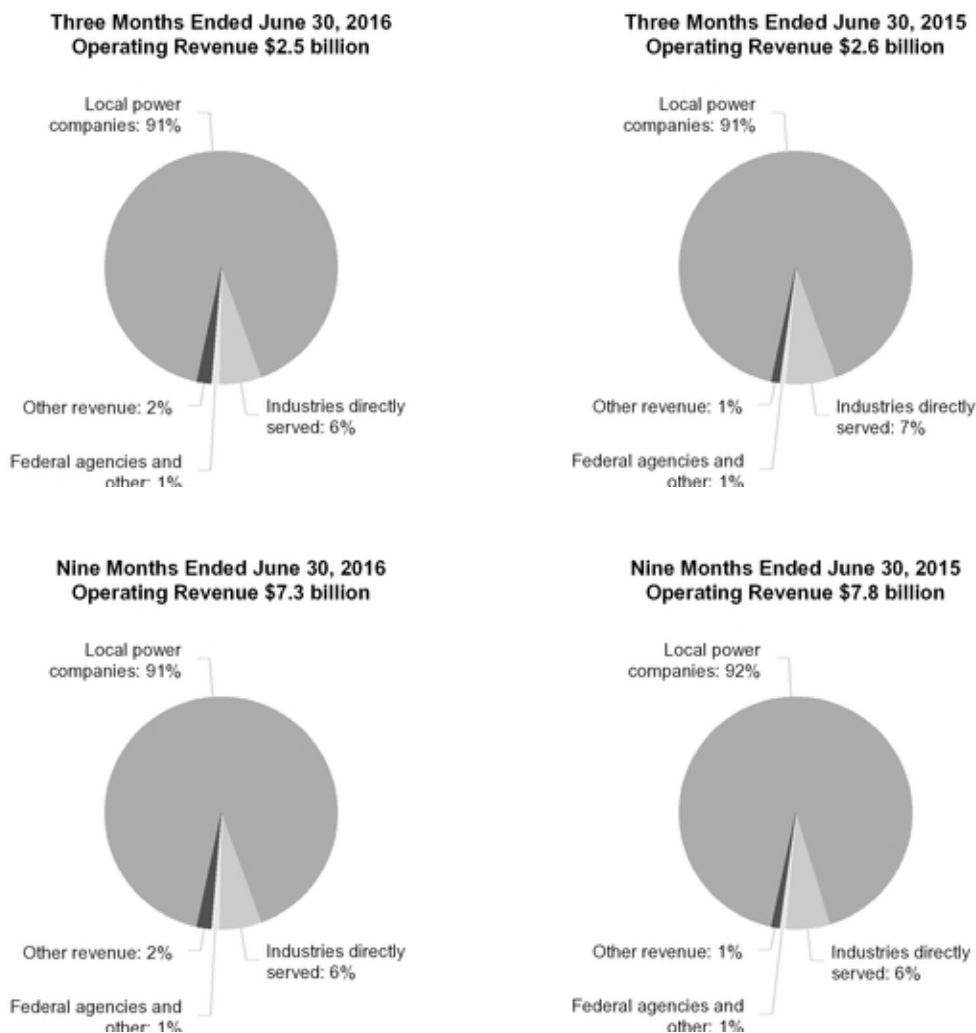 Three Months Ended June 30, 2016
Operating Revenue $2.5 billion
Local power
companies: 91%
Other revenue: 2%
Industries directly
served: 6%
Federal agencies and
other: 1%
Three Months Ended June 30, 2015
Operating Revenue $2.6 billion
Local power
companies: 91%
Other revenue: 1%
Industries directly
served: 7%
Federal agencies and
other: 1%
Nine Months Ended June 30, 2016
Operating Revenue $7.3 billion
Local power
companies: 91%
Other revenue: 2%
Industries directly
served: 6%
Federal agencies and
other: 1%
Nine Months Ended June 30, 2015
Operating Revenue $7.8 billion
Local power
companies: 92%
Other revenue: 1%
Industries directly
served: 6%
Federal agencies and
other: 1%